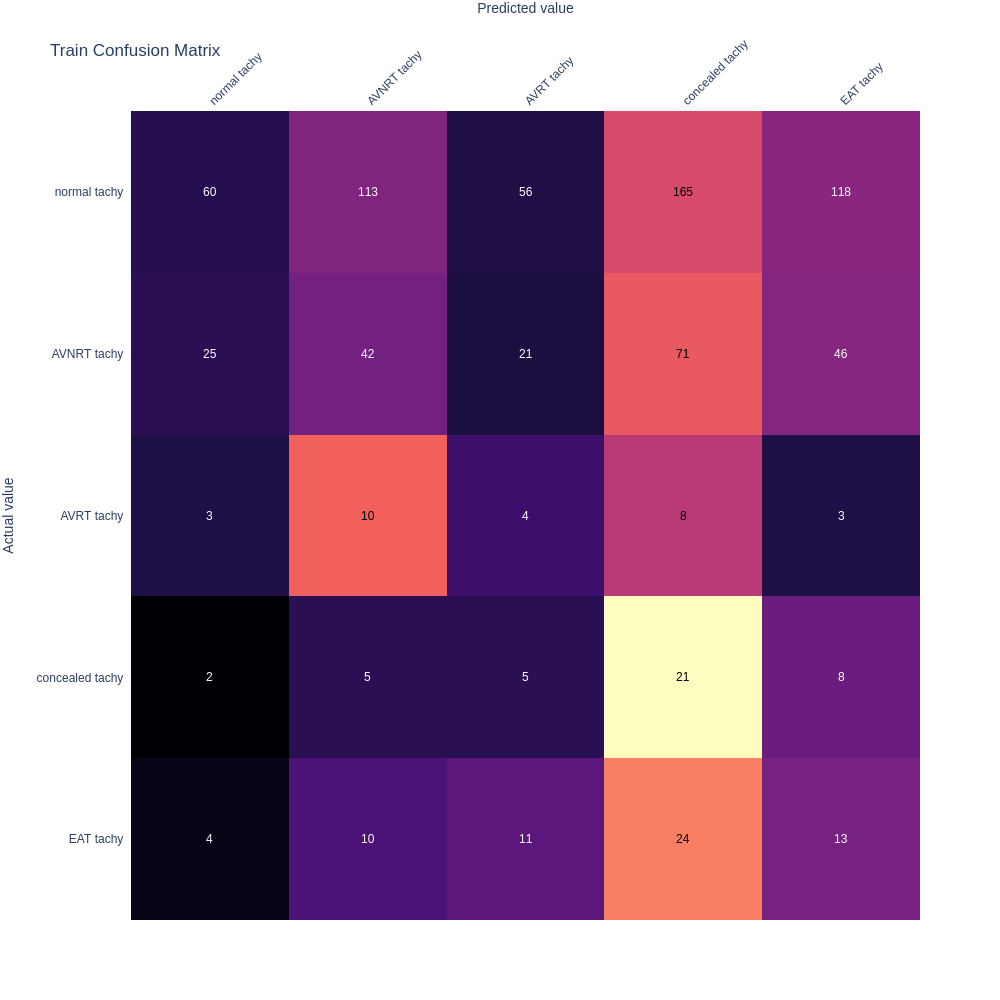 Predicted value
Train Confusion Matrix
normal tachy
AVNRT tachy
AVRT tachy
concealed tachy
EAT tachy
Actual value
normal tachy 60 113 56 165 118
AVNRT tachy 25 42 21 71 46
AVRT tachy 3 10 4 8 3
concealed tachy 2 5 5 21 8
EAT tachy 4 10 11 24 13